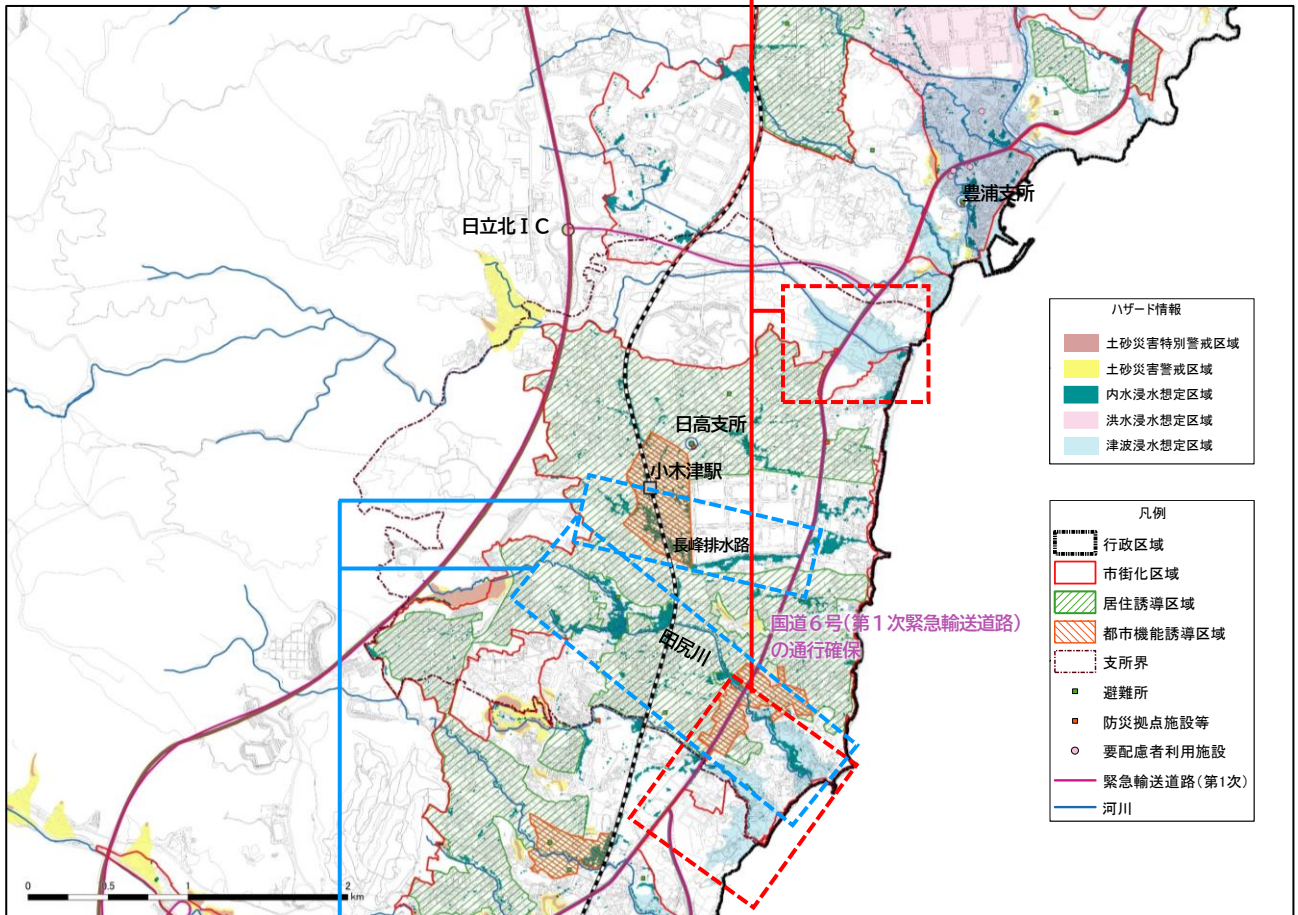 豊浦支所
日立北ＩＣ
日高支所
小木津駅
長峰排水路
田尻川
国道６号(第１次緊急輸送道路)
の通行確保
ハザード情報
土砂災害特別警戒区域
土砂災害警戒区域
内水浸水想定区域
洪水浸水想定区域
津波浸水想定区域
凡例
行政区域
市街化区域
居住誘導区域
都市機能誘導区域
支所界
避難所
防災拠点施設等
要配慮者利用施設
緊急輸送道路(第1次)
河川
0 0.5 1 2
km